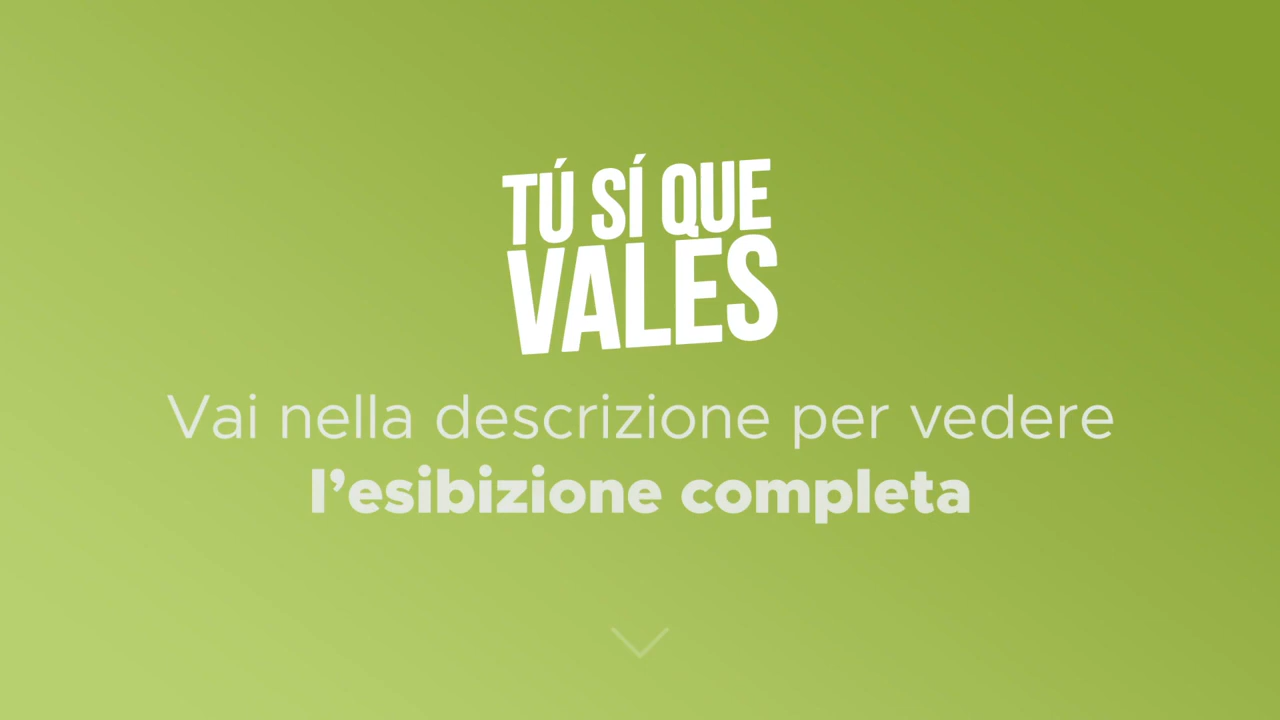 TÚ SÍ QUE
VALES
Vai nella descrizione per vedere
l’esibizione completa